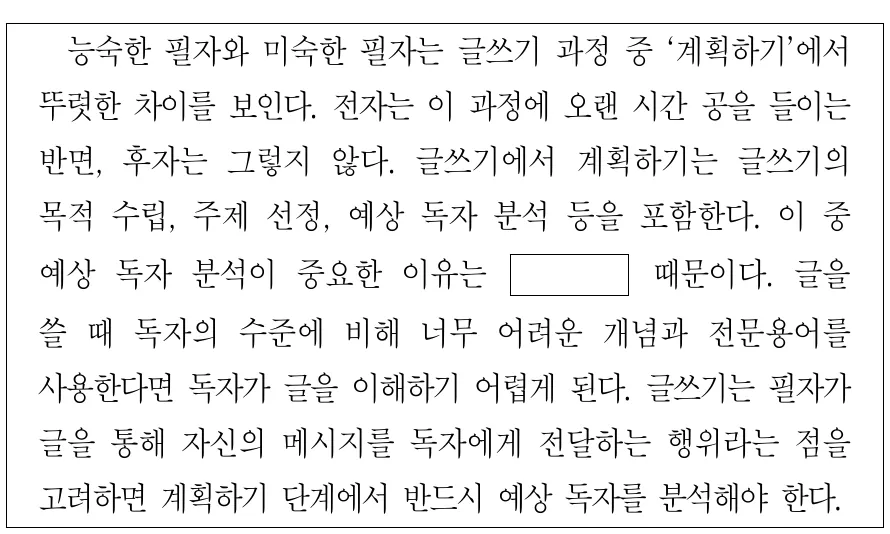 능숙한 필자와 미숙한 필자는 글쓰기 과정 중 ‘계획하기’에서
뚜렷한 차이를 보인다. 전자는 이 과정에 오랜 시간 공을 들이는
반면, 후자는 그렇지 않다. 글쓰기에서 계획하기는 글쓰기의
목적 수립, 주제 선정, 예상 독자 분석 등을 포함한다. 이 중
예상 독자 분석이 중요한 이유는 때문이다. 글을
쓸 때 독자의 수준에 비해 너무 어려운 개념과 전문용어를
사용한다면 독자가 글을 이해하기 어렵게 된다. 글쓰기는 필자가
글을 통해 자신의 메시지를 독자에게 전달하는 행위라는 점을
고려하면 계획하기 단계에서 반드시 예상 독자를 분석해야 한다.